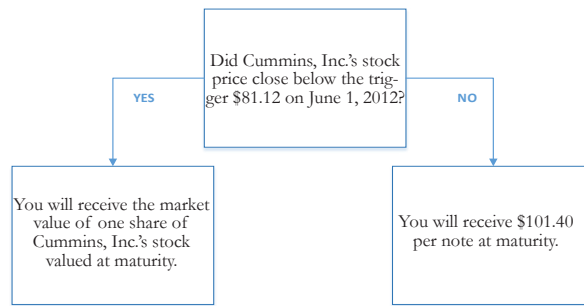 Did Cummins, Inc.'s stock
price close below the trig-
ger $81.12 on June 1, 2012?
YES
NO
You will receive the market
value of one share of
Cummins, Inc.'s stock
valued at maturity.
You will receive $101.40
per note at maturity.